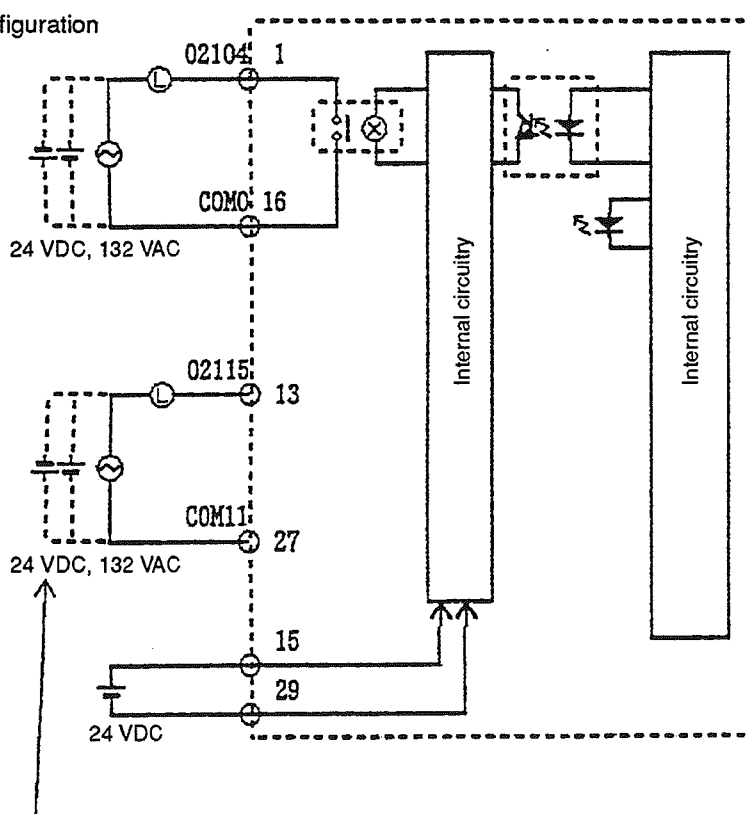 figuration
02104 1
L
COM0 16
24 VDC, 132 VAC
Internal circuitry
Internal circuitry
02115 13
L
COM11 27
24 VDC, 132 VAC
15
29
24 VDC